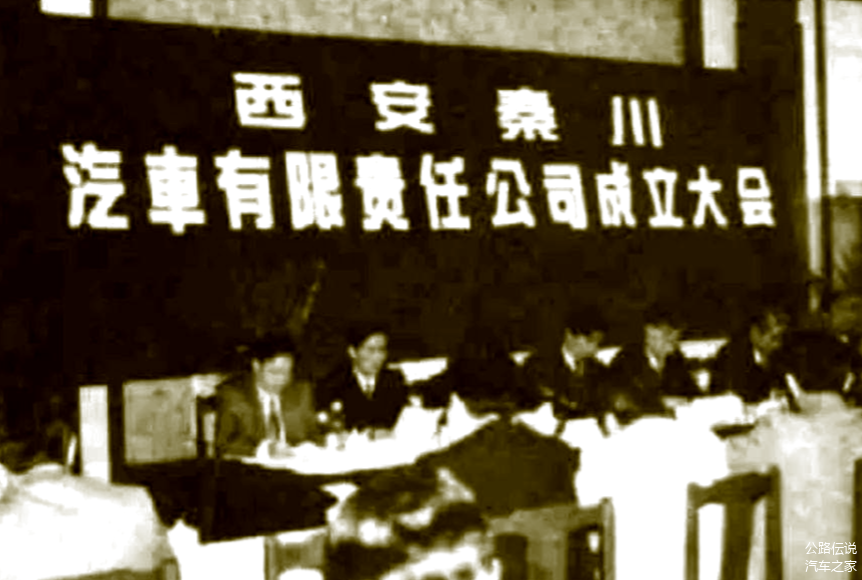 西安秦川
汽車有限责任公司成立大会
公路伝说
汽车之家